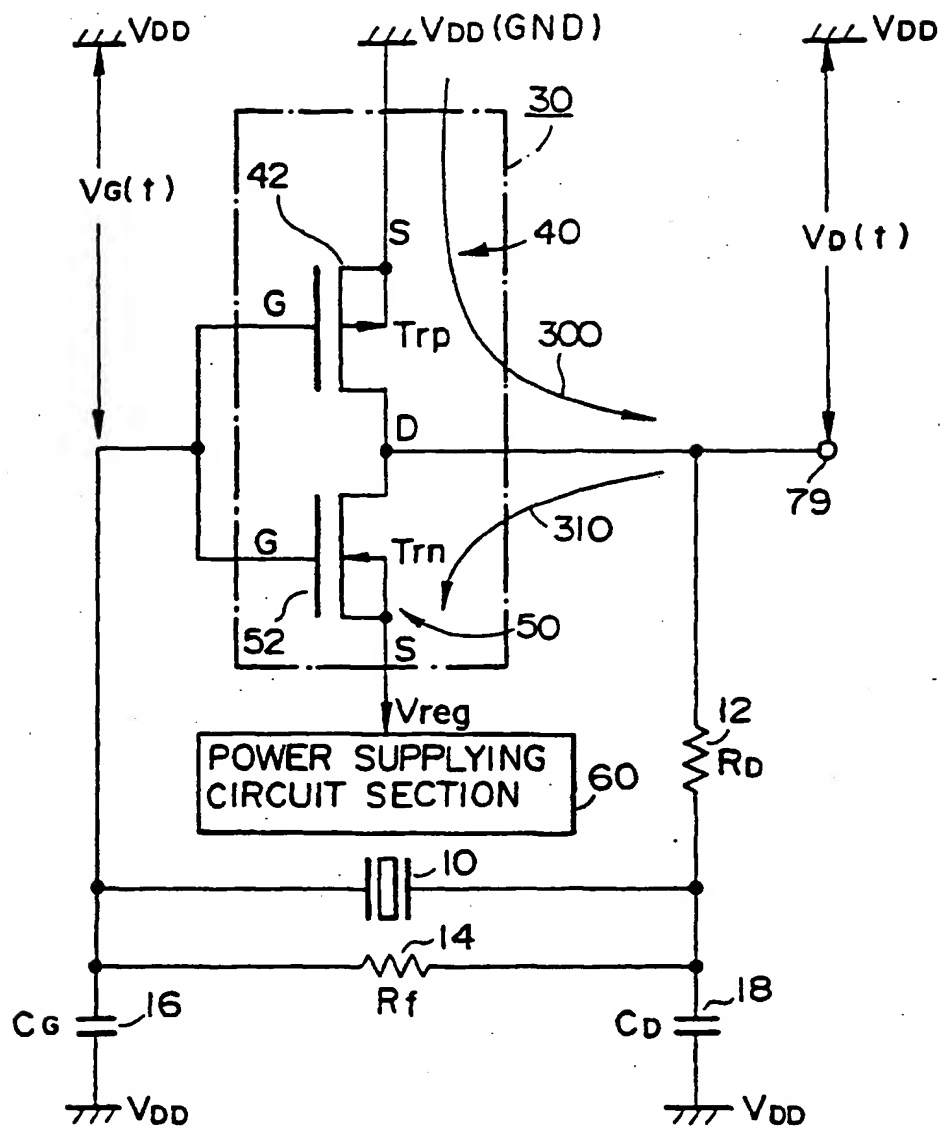 VDD
VDD (GND)
VDD
30
42
VG(t)
S
40
VD(t)
G
Trp
300
D
79
310
G
Trn
52
50
S
Vreg
12
RD
POWER SUPPLYING
CIRCUIT SECTION
60
10
14
Rf
16
CG
18
CD
VDD
VDD